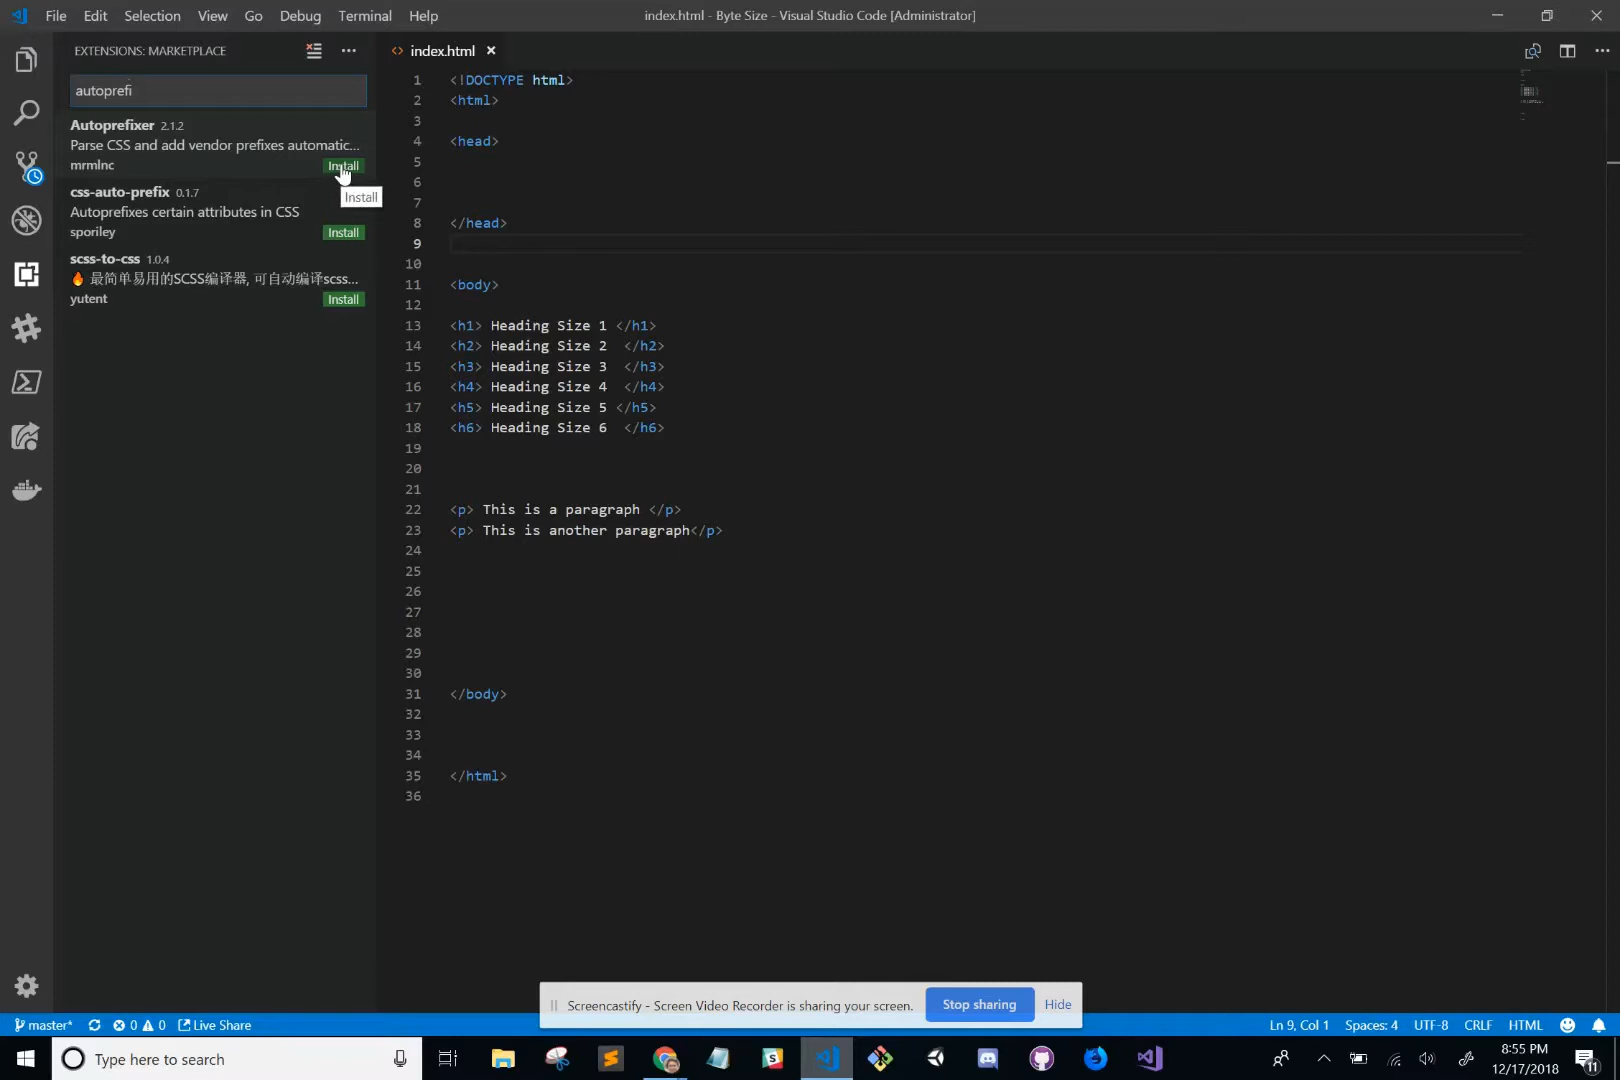 File Edit Selection View Go Debug Terminal Help
index.html - Byte Size - Visual Studio Code [Administrator]
EXTENSIONS: MARKETPLACE
index.html
autoprefi
Autoprefixer 2.1.2
Parse CSS and add vendor prefixes automatic...
mrmlnc Install
Install
css-auto-prefix 0.1.7
Autoprefixes certain attributes in CSS
sporiley Install
scss-to-css 1.0.4
🔥 最简单易用的SCSS编译器, 可自动编译scss...
yutent Install
1 <!DOCTYPE html>
2 <html>
3
4 <head>
5
6
7
8 </head>
9
10
11 <body>
12
13 <h1> Heading Size 1 </h1>
14 <h2> Heading Size 2  </h2>
15 <h3> Heading Size 3  </h3>
16 <h4> Heading Size 4  </h4>
17 <h5> Heading Size 5 </h5>
18 <h6> Heading Size 6  </h6>
19
20
21
22 <p> This is a paragraph </p>
23 <p> This is another paragraph</p>
24
25
26
27
28
29
30
31 </body>
32
33
34
35 </html>
36
Screencastify - Screen Video Recorder is sharing your screen. Stop sharing Hide
master* 0 0 Live Share
Ln 9, Col 1 Spaces: 4 UTF-8 CRLF HTML
Type here to search
8:55 PM
12/17/2018
11